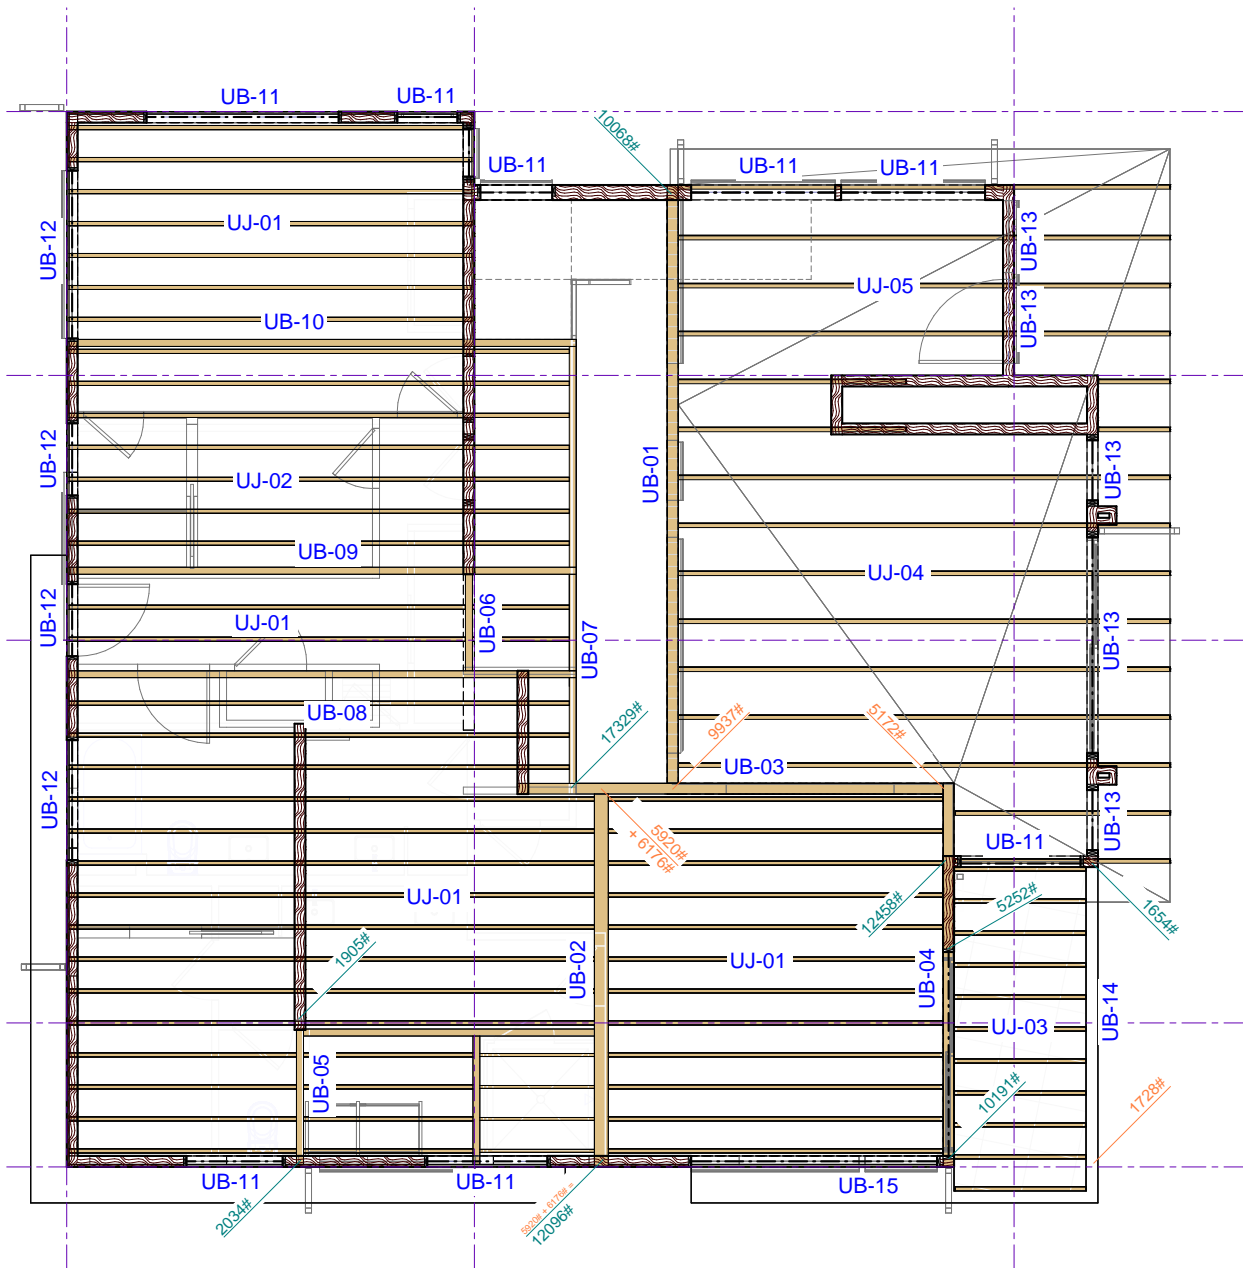 UB-11
UB-11
10068#
UB-11
UB-11
UB-11
UB-12
UJ-01
UB-13
UJ-05
UB-13
UB-10
UB-12
UJ-02
UB-01
UB-13
UB-09
UJ-04
UB-12
UJ-01
UB-06
UB-07
UB-13
UB-08
17329#
9937#
5172#
UB-03
UB-12
UB-13
5920#
+ 6176#
UB-11
UJ-01
12458#
5252#
1654#
1905#
UB-02
UJ-01
UB-04
UJ-03
UB-14
UB-05
10191#
1728#
UB-11
UB-11
UB-15
2034#
5920# + 6176# =
12096#